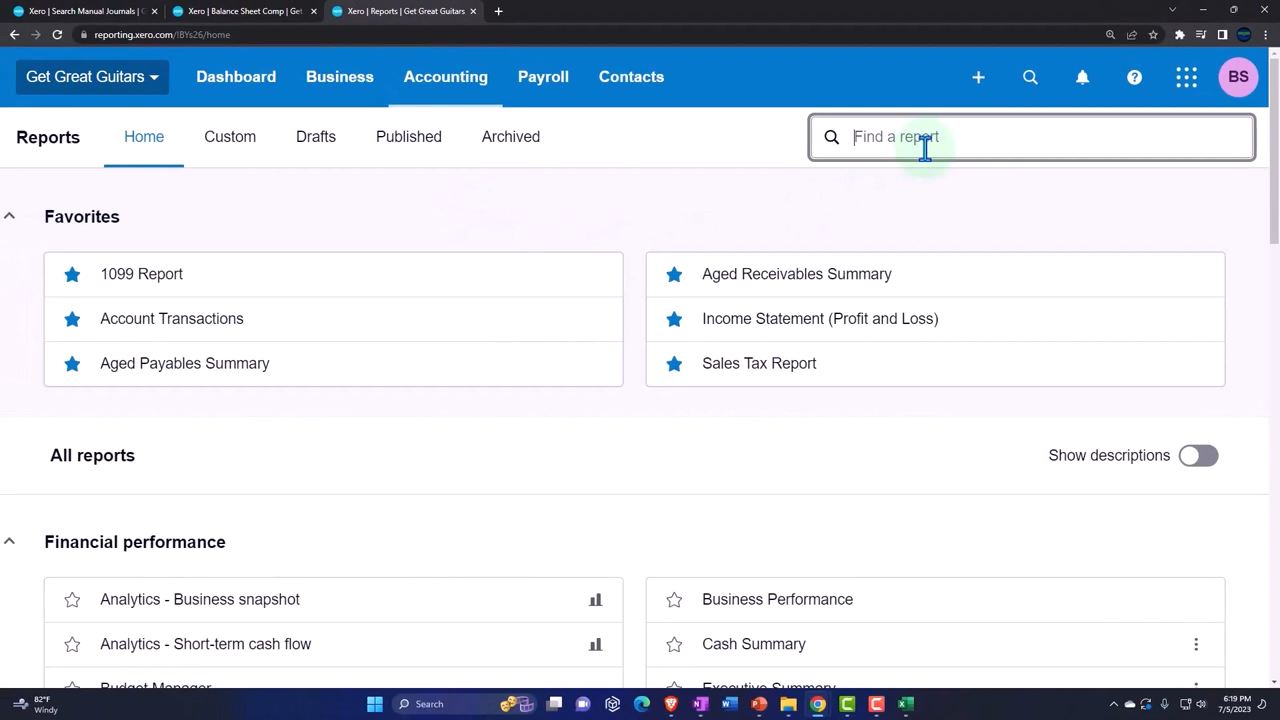 Xero | Search Manual Journals | G
Xero | Balance Sheet Comp | Get
Xero | Reports | Get Great Guitars
reporting.xero.com/!BYs26/home
Get Great Guitars
Dashboard
Business
Accounting
Payroll
Contacts
BS
Reports
Home
Custom
Drafts
Published
Archived
Find a report
Favorites
1099 Report
Aged Receivables Summary
Account Transactions
Income Statement (Profit and Loss)
Aged Payables Summary
Sales Tax Report
All reports
Show descriptions
Financial performance
Analytics - Business snapshot
Business Performance
Analytics - Short-term cash flow
Cash Summary
Budget Manager
Executive Summary
82°F
Windy
Search
6:19 PM
7/5/2023